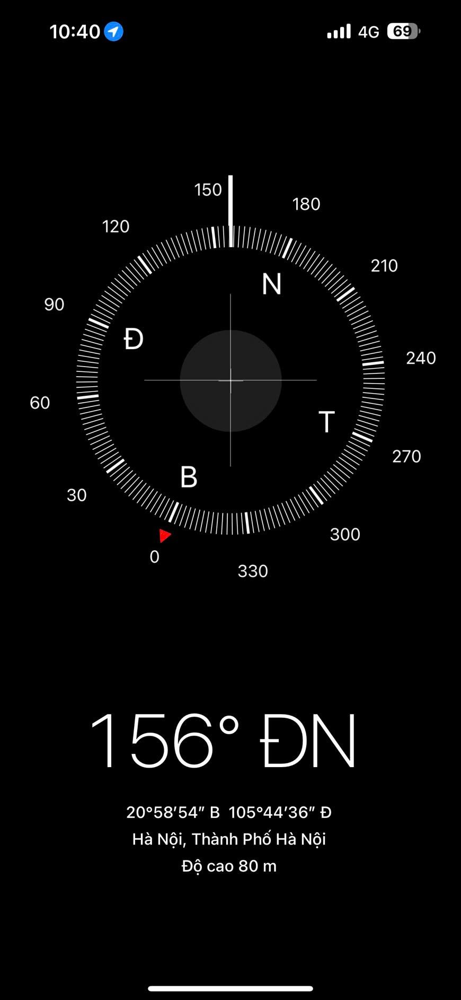 10:40 4G 69
150
180
120
210
90
N
Đ
240
60
T
270
B
30
300
0
330
156° ĐN
20°58′54″ B 105°44′36″ Đ
Hà Nội, Thành Phố Hà Nội
Độ cao 80 m